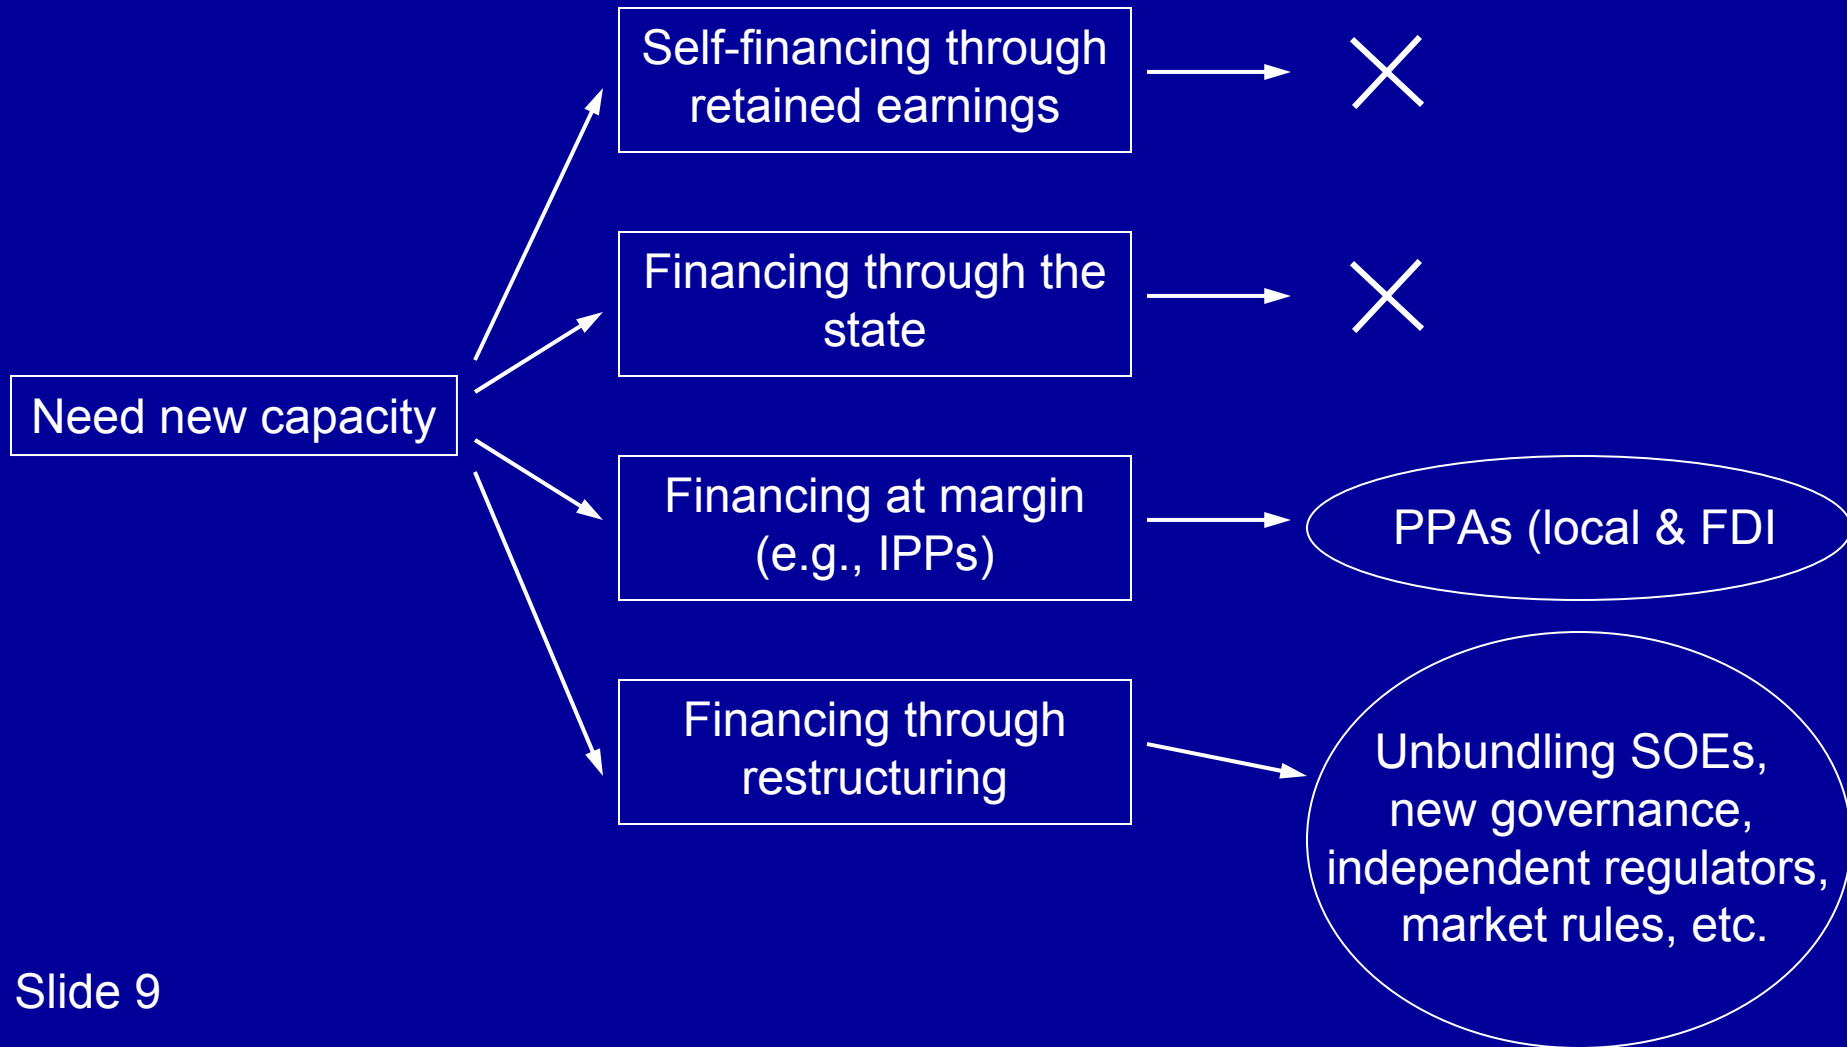 Self-financing through
retained earnings
Financing through the
state
Need new capacity
Financing at margin
(e.g., IPPs)
PPAs (local & FDI
Financing through
restructuring
Unbundling SOEs,
new governance,
independent regulators,
market rules, etc.
Slide 9